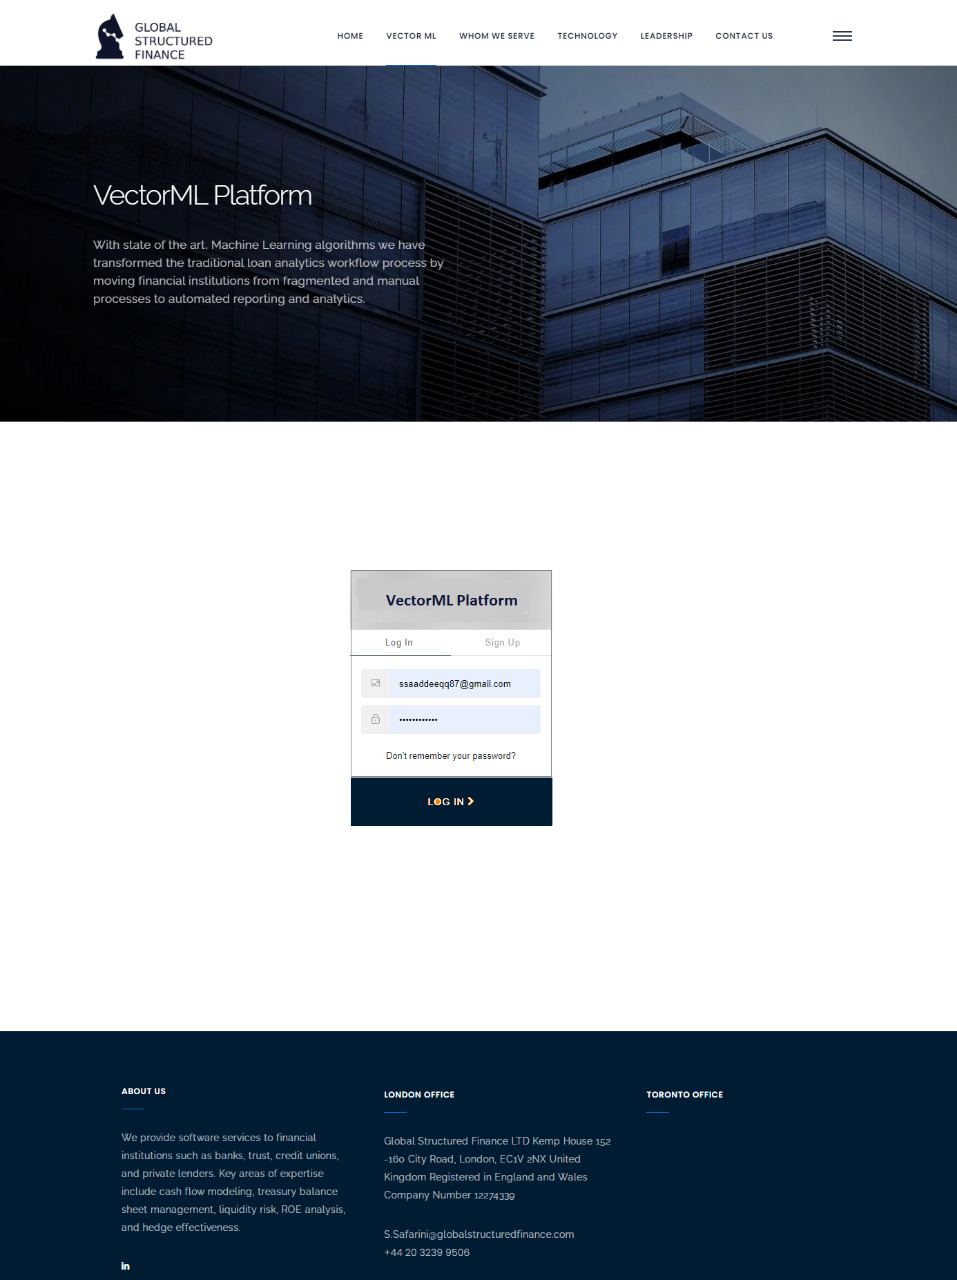 GLOBAL
STRUCTURED
FINANCE
HOME VECTOR ML WHOM WE SERVE TECHNOLOGY LEADERSHIP CONTACT US
VectorML Platform
With state of the art, Machine Learning algorithms we have
transformed the traditional loan analytics workflow process by
moving financial institutions from fragmented and manual
processes to automated reporting and analytics.
VectorML Platform
Log In Sign Up
ssaaddeeqq87@gmail.com
••••••••••••
Don't remember your password?
LOG IN
ABOUT US
We provide software services to financial
institutions such as banks, trust, credit unions,
and private lenders. Key areas of expertise
include cash flow modeling, treasury balance
sheet management, liquidity risk, ROE analysis,
and hedge effectiveness.
in
LONDON OFFICE
Global Structured Finance LTD Kemp House 152
-160 City Road, London, EC1V 2NX United
Kingdom Registered in England and Wales
Company Number 12274339
S.Safarini@globalstructuredfinance.com
+44 20 3239 9506
TORONTO OFFICE